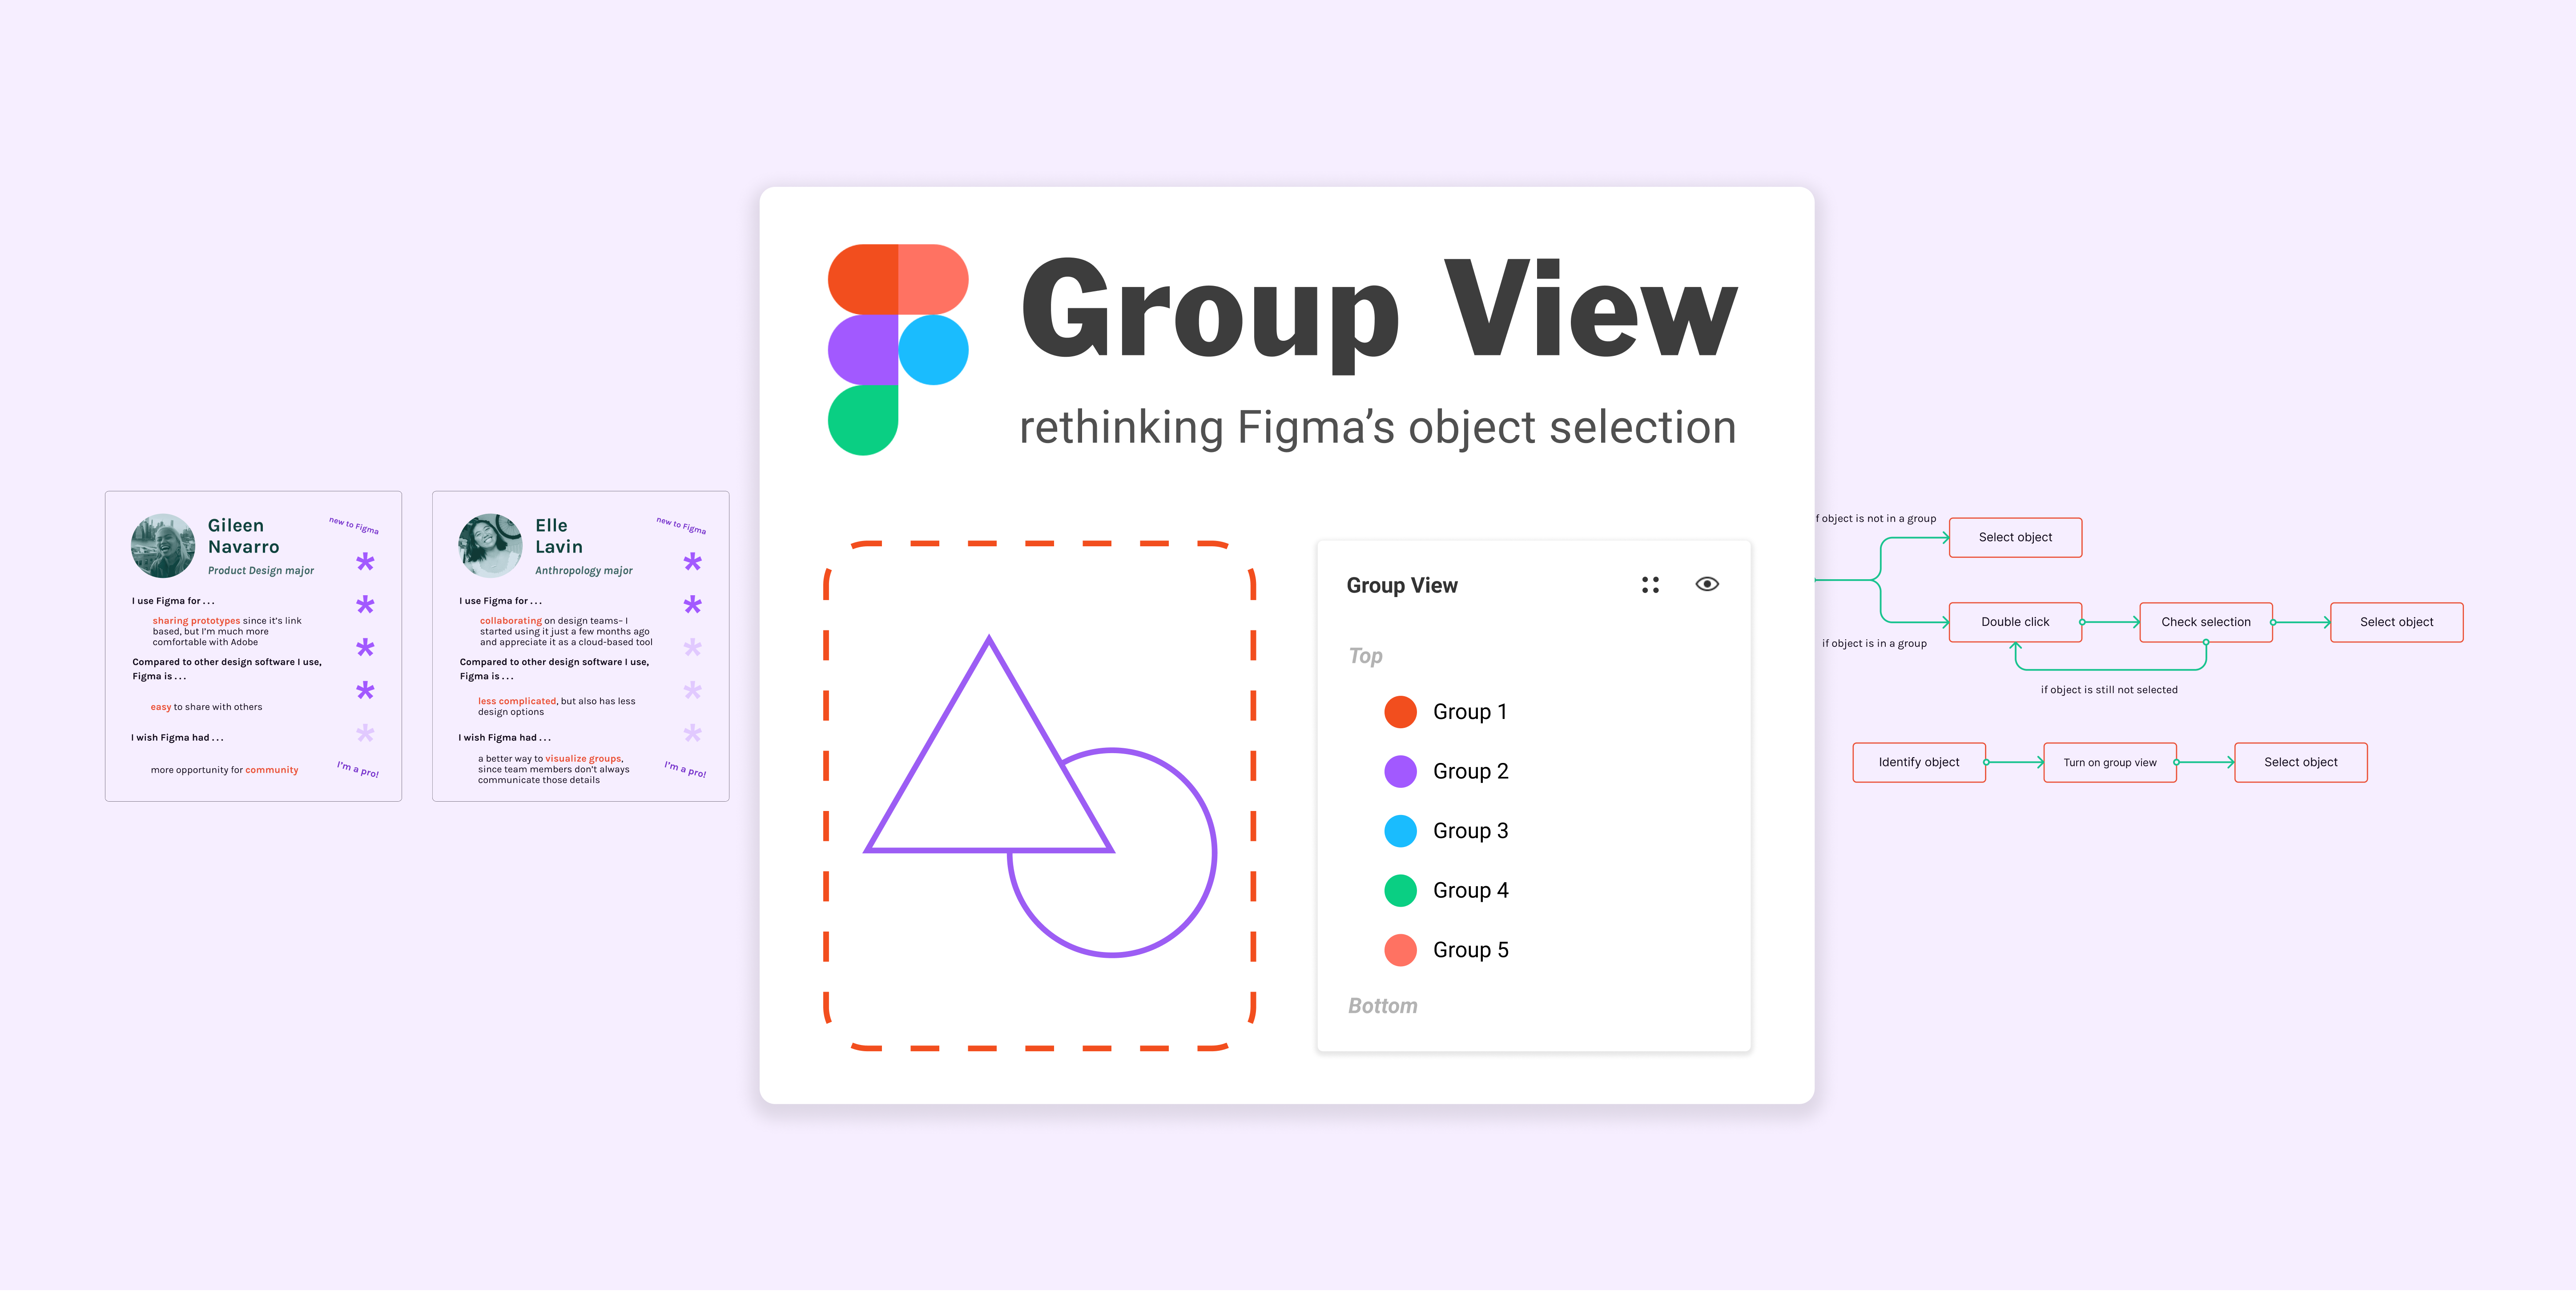 Group View
rethinking Figma’s object selection
Gileen
Navarro
Product Design major
new to Figma
I use Figma for . . .
sharing prototypes since it’s link
based, but I’m much more
comfortable with Adobe
Compared to other design software I use,
Figma is . . .
easy to share with others
I wish Figma had . . .
more opportunity for community
I’m a pro!
Elle
Lavin
Anthropology major
new to Figma
I use Figma for . . .
collaborating on design teams– I
started using it just a few months ago
and appreciate it as a cloud-based tool
Compared to other design software I use,
Figma is . . .
less complicated, but also has less
design options
I wish Figma had . . .
a better way to visualize groups,
since team members don’t always
communicate those details
I’m a pro!
Group View
Top
Group 1
Group 2
Group 3
Group 4
Group 5
Bottom
f object is not in a group
Select object
if object is in a group
Double click
Check selection
Select object
if object is still not selected
Identify object
Turn on group view
Select object